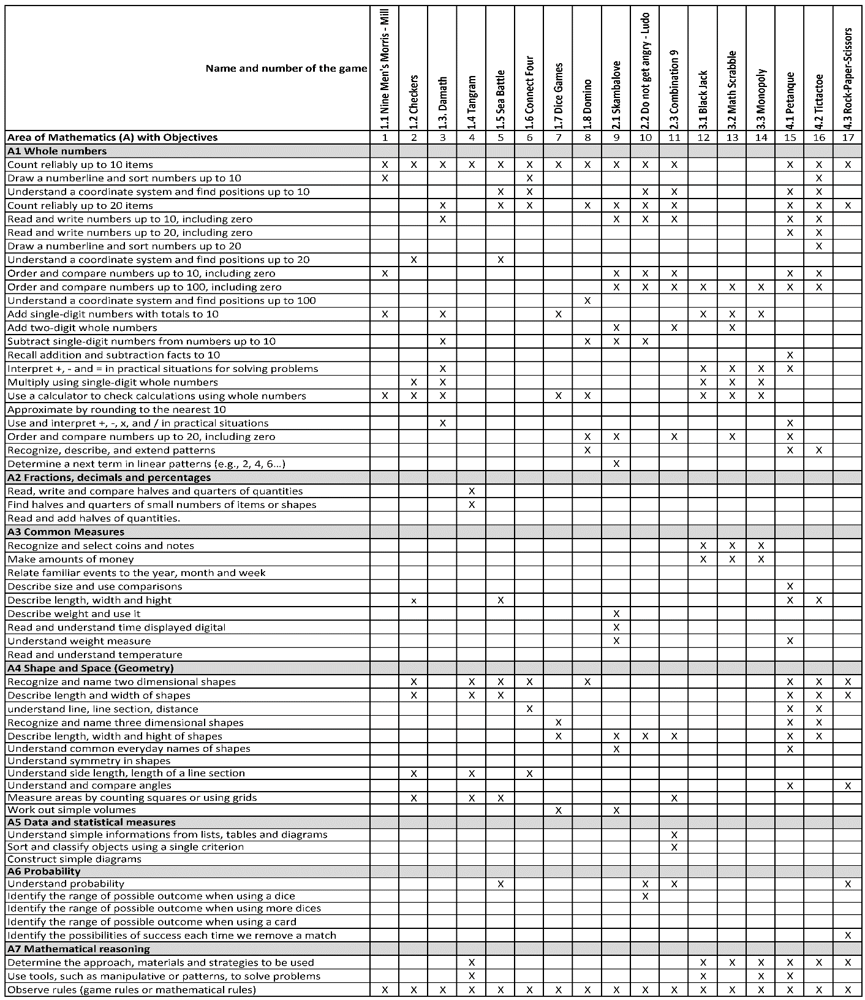 Name and number of the game 1.1 Nine Men's Morris - Mill 1.2 Checkers 1.3. Damath 1.4 Tangram 1.5 Sea Battle 1.6 Connect Four 1.7 Dice Games 1.8 Domino 2.1 Skambalove 2.2 Do not get angry - Ludo 2.3 Combination 9 3.1 Black Jack 3.2 Math Scrabble 3.3 Monopoly 4.1 Petanque 4.2 Tictactoe 4.3 Rock-Paper-Scissors
Area of Mathematics (A) with Objectives 1 2 3 4 5 6 7 8 9 10 11 12 13 14 15 16 17
A1 Whole numbers
Count reliably up to 10 items X X X X X X X X X X X X X X
Draw a numberline and sort numbers up to 10 X X X
Understand a coordinate system and find positions up to 10 X X X X X X
Count reliably up to 20 items X X X X X X X X X X
Read and write numbers up to 10, including zero X X X X X X
Read and write numbers up to 20, including zero X X
Draw a numberline and sort numbers up to 20 X
Understand a coordinate system and find positions up to 20 X X
Order and compare numbers up to 10, including zero X X X X X X
Order and compare numbers up to 100, including zero X X X X X X X X
Understand a coordinate system and find positions up to 100 X
Add single-digit numbers with totals to 10 X X X X X X
Add two-digit whole numbers X X X
Subtract single-digit numbers from numbers up to 10 X X X X
Recall addition and subtraction facts to 10 X
Interpret +, - and = in practical situations for solving problems X X X X X
Multiply using single-digit whole numbers X X X X X
Use a calculator to check calculations using whole numbers X X X X X X X X
Approximate by rounding to the nearest 10
Use and interpret +, -, x, and / in practical situations X X
Order and compare numbers up to 20, including zero X X X X X
Recognize, describe, and extend patterns X X X
Determine a next term in linear patterns (e.g., 2, 4, 6...) X
A2 Fractions, decimals and percentages
Read, write and compare halves and quarters of quantities X
Find halves and quarters of small numbers of items or shapes X
Read and add halves of quantities.
A3 Common Measures
Recognize and select coins and notes X X X
Make amounts of money X X X
Relate familiar events to the year, month and week
Describe size and use comparisons X
Describe length, width and hight x X X X
Describe weight and use it X
Read and understand time displayed digital X
Understand weight measure X X
Read and understand temperature
A4 Shape and Space (Geometry)
Recognize and name two dimensional shapes X X X X X X X X
Describe length and width of shapes X X X X X X
understand line, line section, distance X X X
Recognize and name three dimensional shapes X X X
Describe length, width and hight of shapes X X X X X X
Understand common everyday names of shapes X X
Understand symmetry in shapes
Understand side length, length of a line section X X X
Understand and compare angles X X
Measure areas by counting squares or using grids X X X X
Work out simple volumes X X
A5 Data and statistical measures
Understand simple informations from lists, tables and diagrams X
Sort and classify objects using a single criterion X
Construct simple diagrams
A6 Probability
Understand probability X X X X
Identify the range of possible outcome when using a dice X
Identify the range of possible outcome when using more dices
Identify the range of possible outcome when using a card
Identify the possibilities of success each time we remove a match X
A7 Mathematical reasoning
Determine the approach, materials and strategies to be used X X X X X X X
Use tools, such as manipulative or patterns, to solve problems X X X X
Observe rules (game rules or mathematical rules) X X X X X X X X X X X X X X X X X